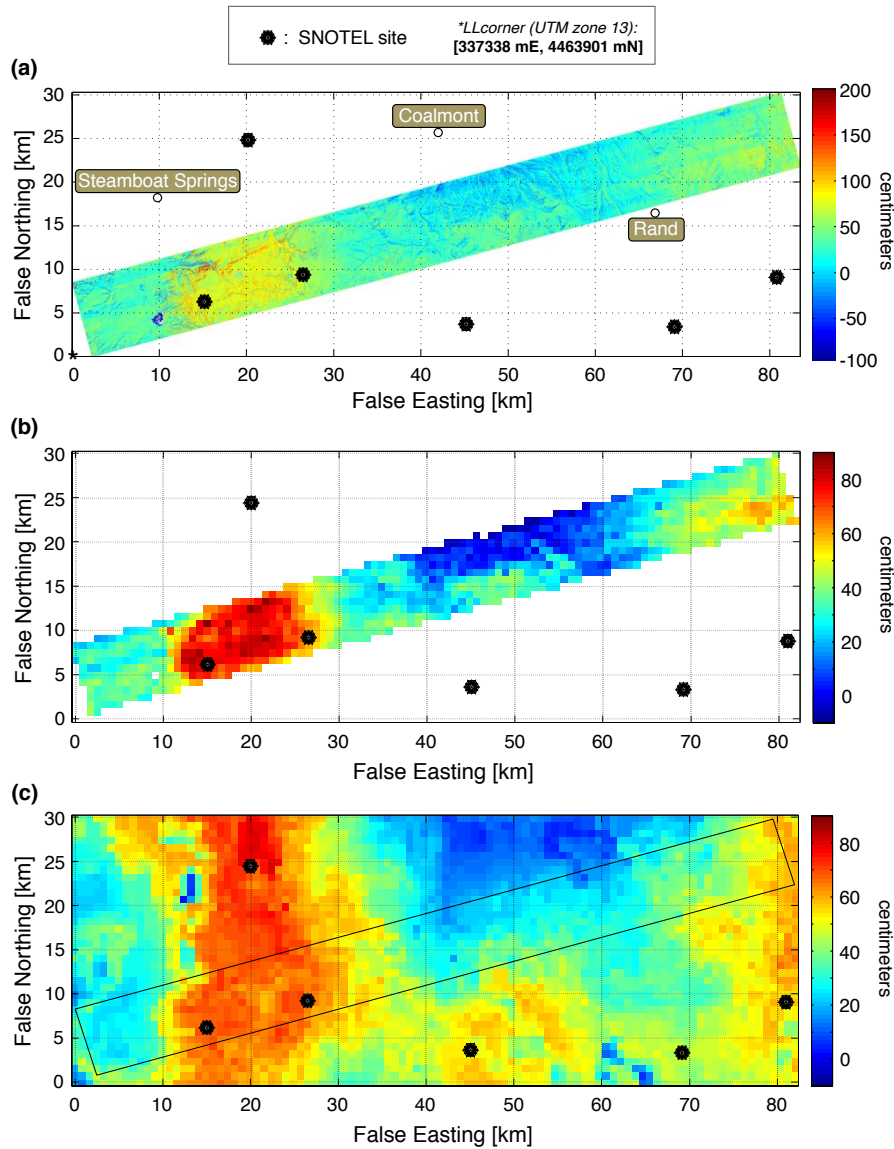 : SNOTEL site
*LLcorner (UTM zone 13):
[337338 mE, 4463901 mN]
(a)
30
25
20
15
10
5
0
False Northing [km]
Steamboat Springs
Coalmont
Rand
*
0 10 20 30 40 50 60 70 80
False Easting [km]
200
150
100
50
0
-50
-100
centimeters
(b)
30
25
20
15
10
5
0
False Northing [km]
0 10 20 30 40 50 60 70 80
False Easting [km]
80
60
40
20
0
centimeters
(c)
30
25
20
15
10
5
0
False Northing [km]
0 10 20 30 40 50 60 70 80
False Easting [km]
80
60
40
20
0
centimeters